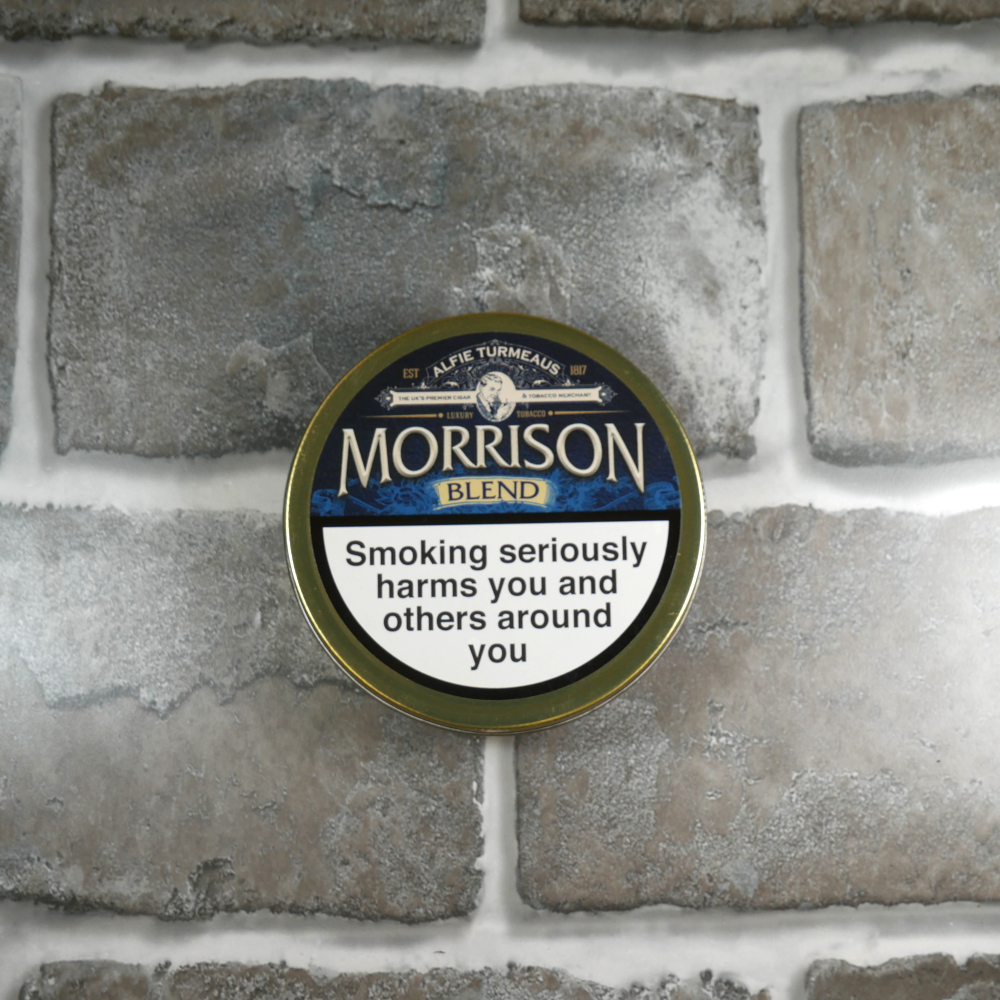 ALFIE TURMEAUS
EST 1817
THE UK'S PREMIER CIGAR & TOBACCO MERCHANT
LUXURY TOBACCO
MORRISON
BLEND
Smoking seriously
harms you and
others around
you